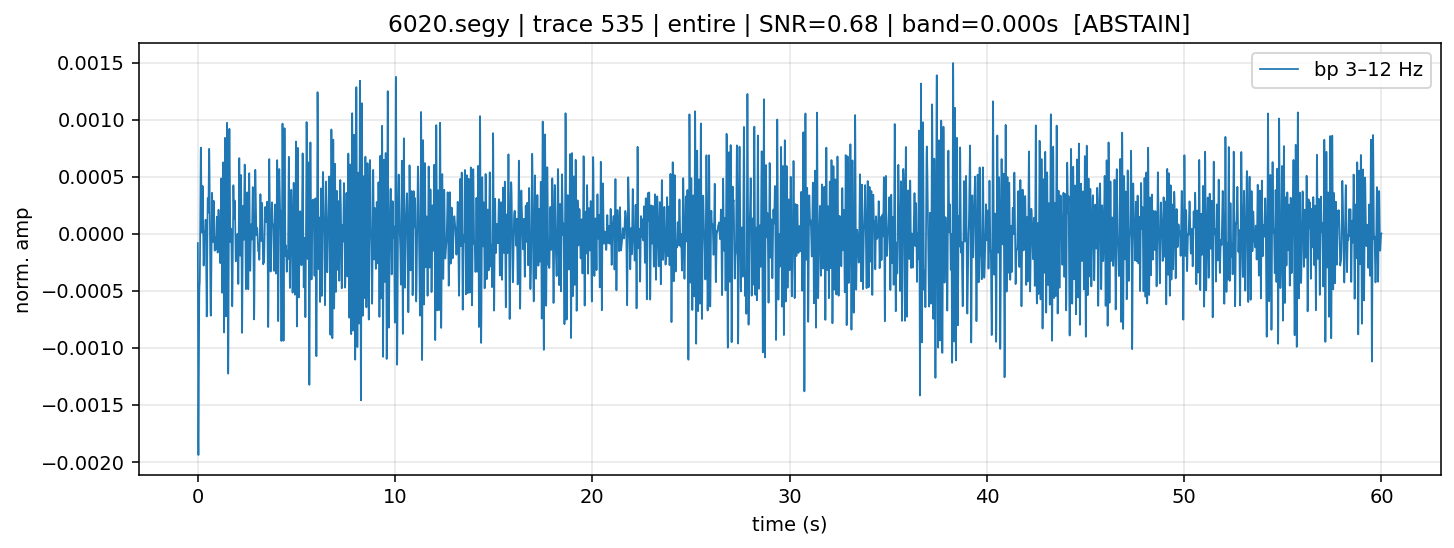 6020.segy | trace 535 | entire | SNR=0.68 | band=0.000s  [ABSTAIN]
bp 3–12 Hz
norm. amp
0.0015
0.0010
0.0005
0.0000
−0.0005
−0.0010
−0.0015
−0.0020
0 10 20 30 40 50 60
time (s)